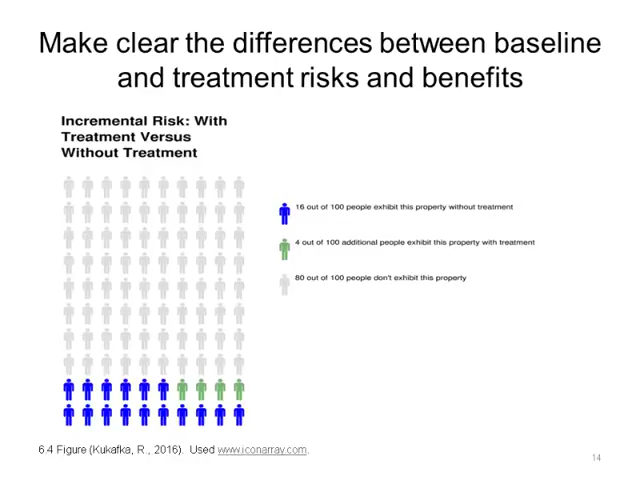 Make clear the differences between baseline
and treatment risks and benefits
Incremental Risk: With
Treatment Versus
Without Treatment
16 out of 100 people exhibit this property without treatment
4 out of 100 additional people exhibit this property with treatment
80 out of 100 people don't exhibit this property
6.4 Figure (Kukafka, R., 2016). Used www.iconarray.com.
14